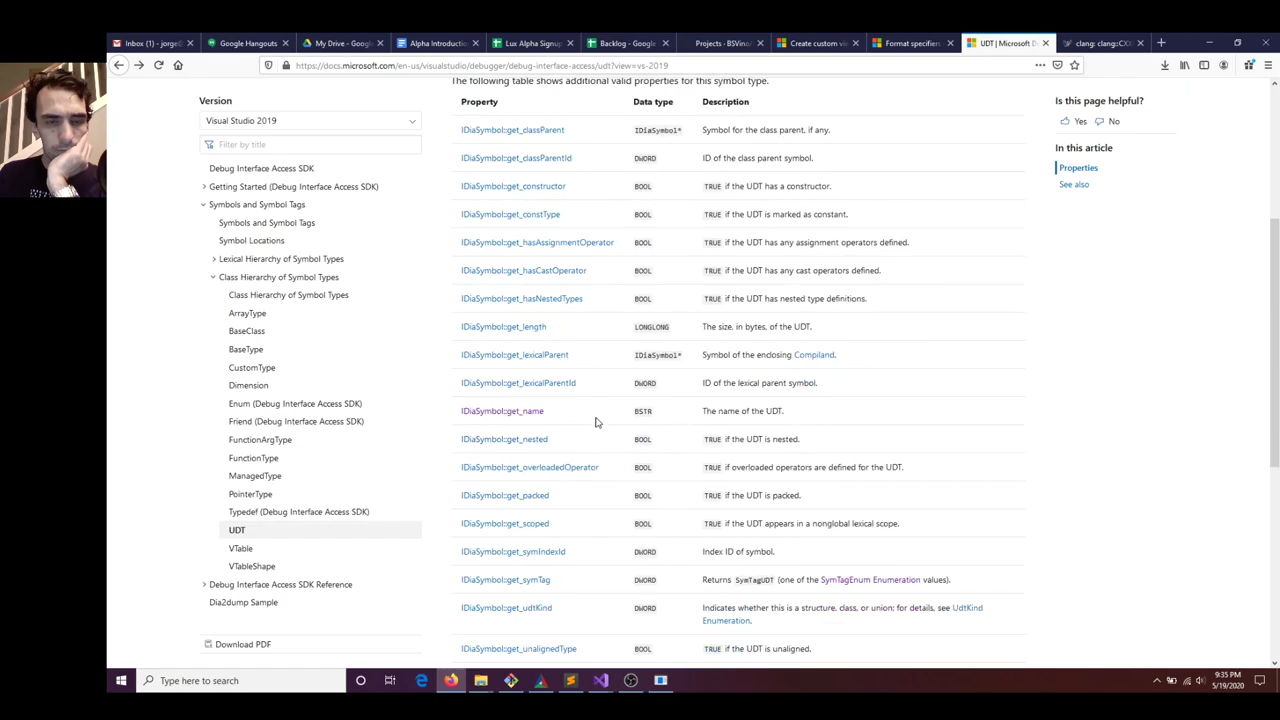 Inbox (1) - jorge@
Google Hangouts
My Drive - Google
Alpha Introduction
Lux Alpha Signup
Backlog - Google
Projects - BSVino/
Create custom vie
Format specifiers
UDT | Microsoft D
clang: clang::CXX
https://docs.microsoft.com/en-us/visualstudio/debugger/debug-interface-access/udt?view=vs-2019
Version
Visual Studio 2019
Filter by title
Debug Interface Access SDK
Getting Started (Debug Interface Access SDK)
Symbols and Symbol Tags
Symbols and Symbol Tags
Symbol Locations
Lexical Hierarchy of Symbol Types
Class Hierarchy of Symbol Types
Class Hierarchy of Symbol Types
ArrayType
BaseClass
BaseType
CustomType
Dimension
Enum (Debug Interface Access SDK)
Friend (Debug Interface Access SDK)
FunctionArgType
FunctionType
ManagedType
PointerType
Typedef (Debug Interface Access SDK)
UDT
VTable
VTableShape
Debug Interface Access SDK Reference
Dia2dump Sample
Download PDF
The following table shows additional valid properties for this symbol type.
Property Data type Description
IDiaSymbol::get_classParent IDiaSymbol* Symbol for the class parent, if any.
IDiaSymbol::get_classParentId DWORD ID of the class parent symbol.
IDiaSymbol::get_constructor BOOL TRUE if the UDT has a constructor.
IDiaSymbol::get_constType BOOL TRUE if the UDT is marked as constant.
IDiaSymbol::get_hasAssignmentOperator BOOL TRUE if the UDT has any assignment operators defined.
IDiaSymbol::get_hasCastOperator BOOL TRUE if the UDT has any cast operators defined.
IDiaSymbol::get_hasNestedTypes BOOL TRUE if the UDT has nested type definitions.
IDiaSymbol::get_length LONGLONG The size, in bytes, of the UDT.
IDiaSymbol::get_lexicalParent IDiaSymbol* Symbol of the enclosing Compiland.
IDiaSymbol::get_lexicalParentId DWORD ID of the lexical parent symbol.
IDiaSymbol::get_name BSTR The name of the UDT.
IDiaSymbol::get_nested BOOL TRUE if the UDT is nested.
IDiaSymbol::get_overloadedOperator BOOL TRUE if overloaded operators are defined for the UDT.
IDiaSymbol::get_packed BOOL TRUE if the UDT is packed.
IDiaSymbol::get_scoped BOOL TRUE if the UDT appears in a nonglobal lexical scope.
IDiaSymbol::get_symIndexId DWORD Index ID of symbol.
IDiaSymbol::get_symTag DWORD Returns SymTagUDT (one of the SymTagEnum Enumeration values).
IDiaSymbol::get_udtKind DWORD Indicates whether this is a structure, class, or union; for details, see UdtKind
Enumeration.
IDiaSymbol::get_unalignedType BOOL TRUE if the UDT is unaligned.
Is this page helpful?
Yes No
In this article
Properties
See also
Type here to search
9:35 PM
5/19/2020